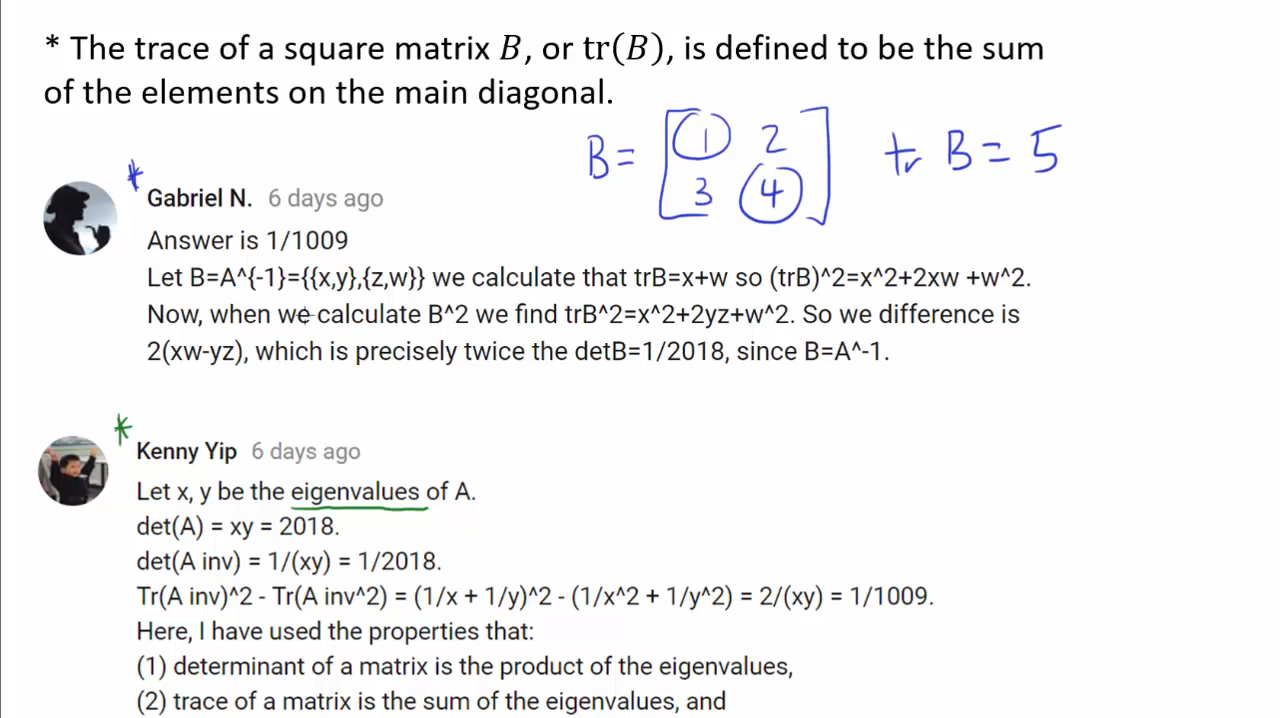 * The trace of a square matrix B, or tr(B), is defined to be the sum
of the elements on the main diagonal.
B = [ 1 2
3 4 ] tr B = 5
*
Gabriel N. 6 days ago
Answer is 1/1009
Let B=A^{-1}={{x,y},{z,w}} we calculate that trB=x+w so (trB)^2=x^2+2xw +w^2.
Now, when we calculate B^2 we find trB^2=x^2+2yz+w^2. So we difference is
2(xw-yz), which is precisely twice the detB=1/2018, since B=A^-1.
*
Kenny Yip 6 days ago
Let x, y be the eigenvalues of A.
det(A) = xy = 2018.
det(A inv) = 1/(xy) = 1/2018.
Tr(A inv)^2 - Tr(A inv^2) = (1/x + 1/y)^2 - (1/x^2 + 1/y^2) = 2/(xy) = 1/1009.
Here, I have used the properties that:
(1) determinant of a matrix is the product of the eigenvalues,
(2) trace of a matrix is the sum of the eigenvalues, and